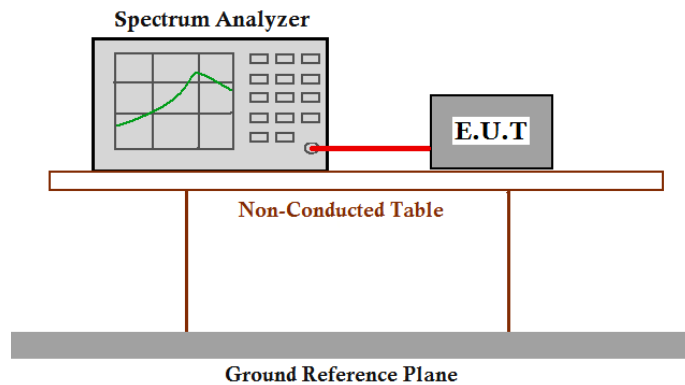 Spectrum Analyzer
E.U.T
Non-Conducted Table
Ground Reference Plane